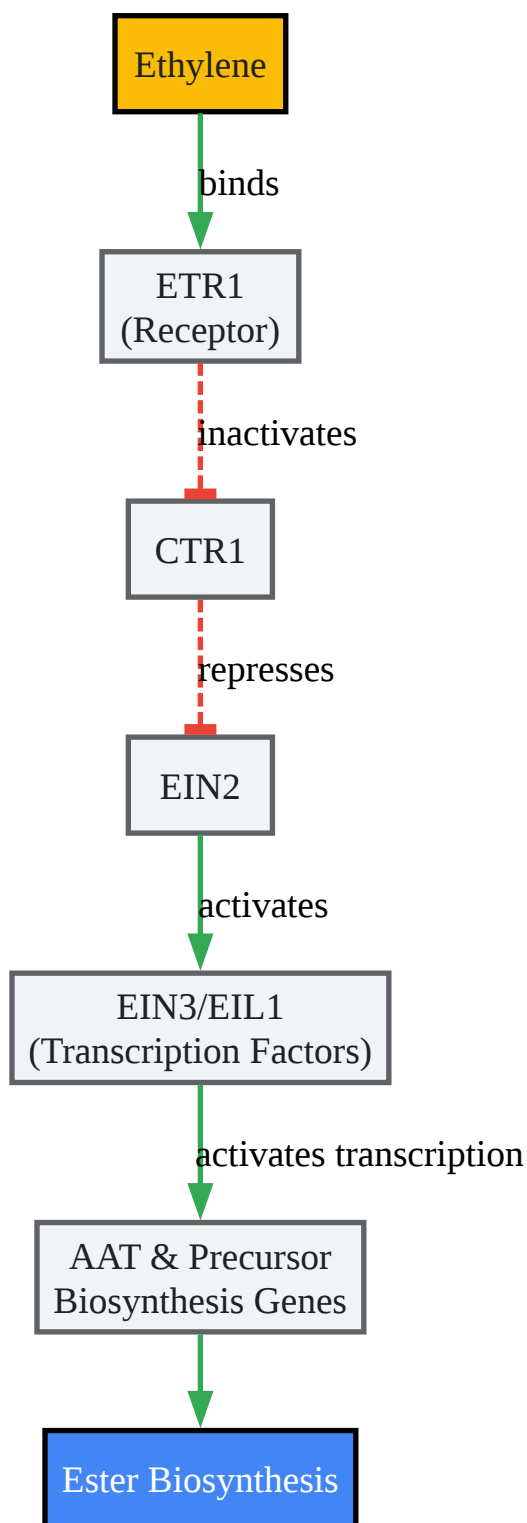 Ethylene
binds
ETR1
(Receptor)
inactivates
CTR1
represses
EIN2
activates
EIN3/EIL1
(Transcription Factors)
activates transcription
AAT & Precursor
Biosynthesis Genes
Ester Biosynthesis